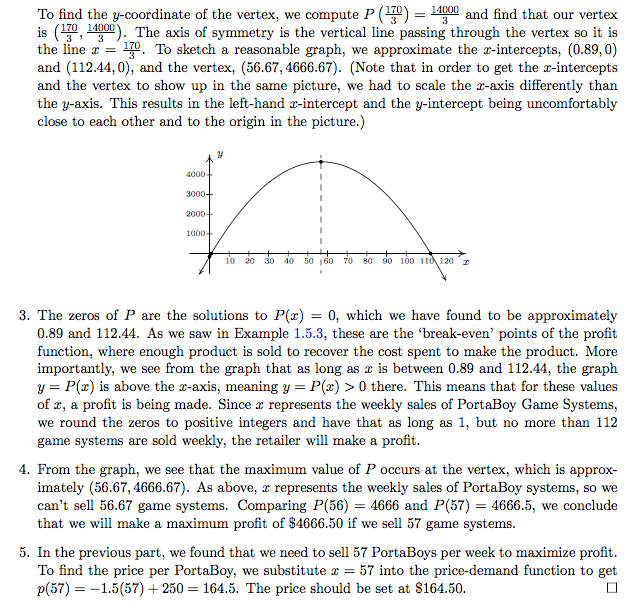 To find the y-coordinate of the vertex, we compute P(170/3) = 14000/3 and find that our vertex
is (170/3, 14000/3). The axis of symmetry is the vertical line passing through the vertex so it is
the line x = 170/3. To sketch a reasonable graph, we approximate the x-intercepts, (0.89, 0)
and (112.44, 0), and the vertex, (56.67, 4666.67). (Note that in order to get the x-intercepts
and the vertex to show up in the same picture, we had to scale the x-axis differently than
the y-axis. This results in the left-hand x-intercept and the y-intercept being uncomfortably
close to each other and to the origin in the picture.)
y
4000
3000
2000
1000
10 20 30 40 50 60 70 80 90 100 110 120 x
3. The zeros of P are the solutions to P(x) = 0, which we have found to be approximately
0.89 and 112.44. As we saw in Example 1.5.3, these are the ‘break-even’ points of the profit
function, where enough product is sold to recover the cost spent to make the product. More
importantly, we see from the graph that as long as x is between 0.89 and 112.44, the graph
y = P(x) is above the x-axis, meaning y = P(x) > 0 there. This means that for these values
of x, a profit is being made. Since x represents the weekly sales of PortaBoy Game Systems,
we round the zeros to positive integers and have that as long as 1, but no more than 112
game systems are sold weekly, the retailer will make a profit.
4. From the graph, we see that the maximum value of P occurs at the vertex, which is approx-
imately (56.67, 4666.67). As above, x represents the weekly sales of PortaBoy systems, so we
can’t sell 56.67 game systems. Comparing P(56) = 4666 and P(57) = 4666.5, we conclude
that we will make a maximum profit of $4666.50 if we sell 57 game systems.
5. In the previous part, we found that we need to sell 57 PortaBoys per week to maximize profit.
To find the price per PortaBoy, we substitute x = 57 into the price-demand function to get
p(57) = −1.5(57) + 250 = 164.5. The price should be set at $164.50. □